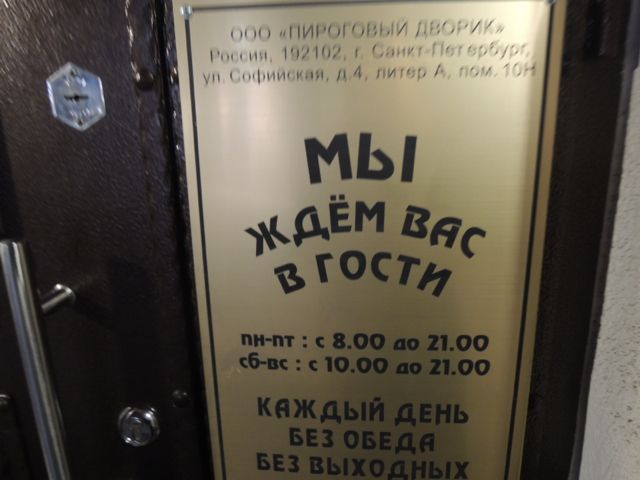 ООО «ПИРОГОВЫЙ ДВОРИК»
Россия, 192102, г. Санкт-Петербург,
ул. Софийская, д.4, литер А, пом. 10Н
МЫ
ЖДЁМ ВАС
В ГОСТИ
пн-пт : с 8.00 до 21.00
сб-вс : с 10.00 до 21.00
КАЖДЫЙ ДЕНЬ
БЕЗ ОБЕДА
БЕЗ ВЫХОДНЫХ